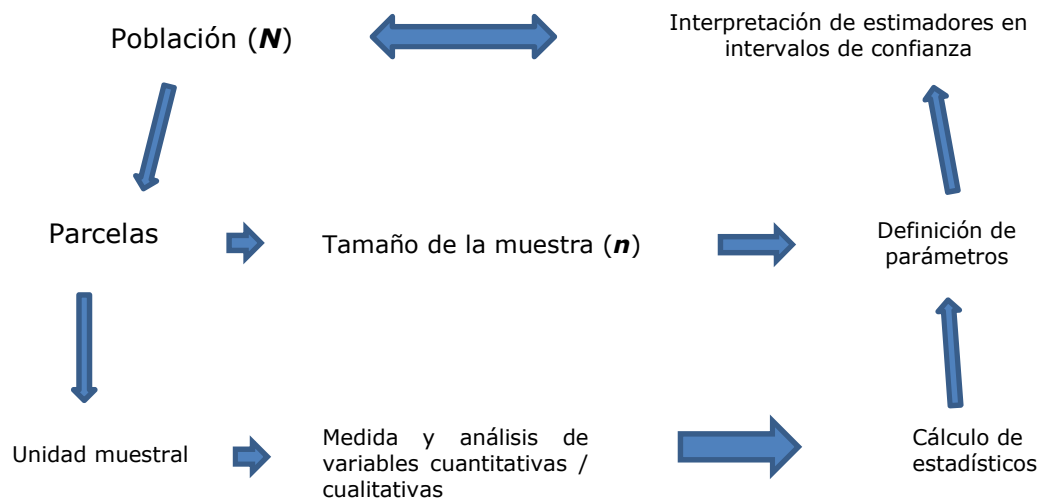 Población (N)
Interpretación de estimadores en
intervalos de confianza
Parcelas
Tamaño de la muestra (n)
Definición de
parámetros
Unidad muestral
Medida y análisis de
variables cuantitativas /
cualitativas
Cálculo de
estadísticos